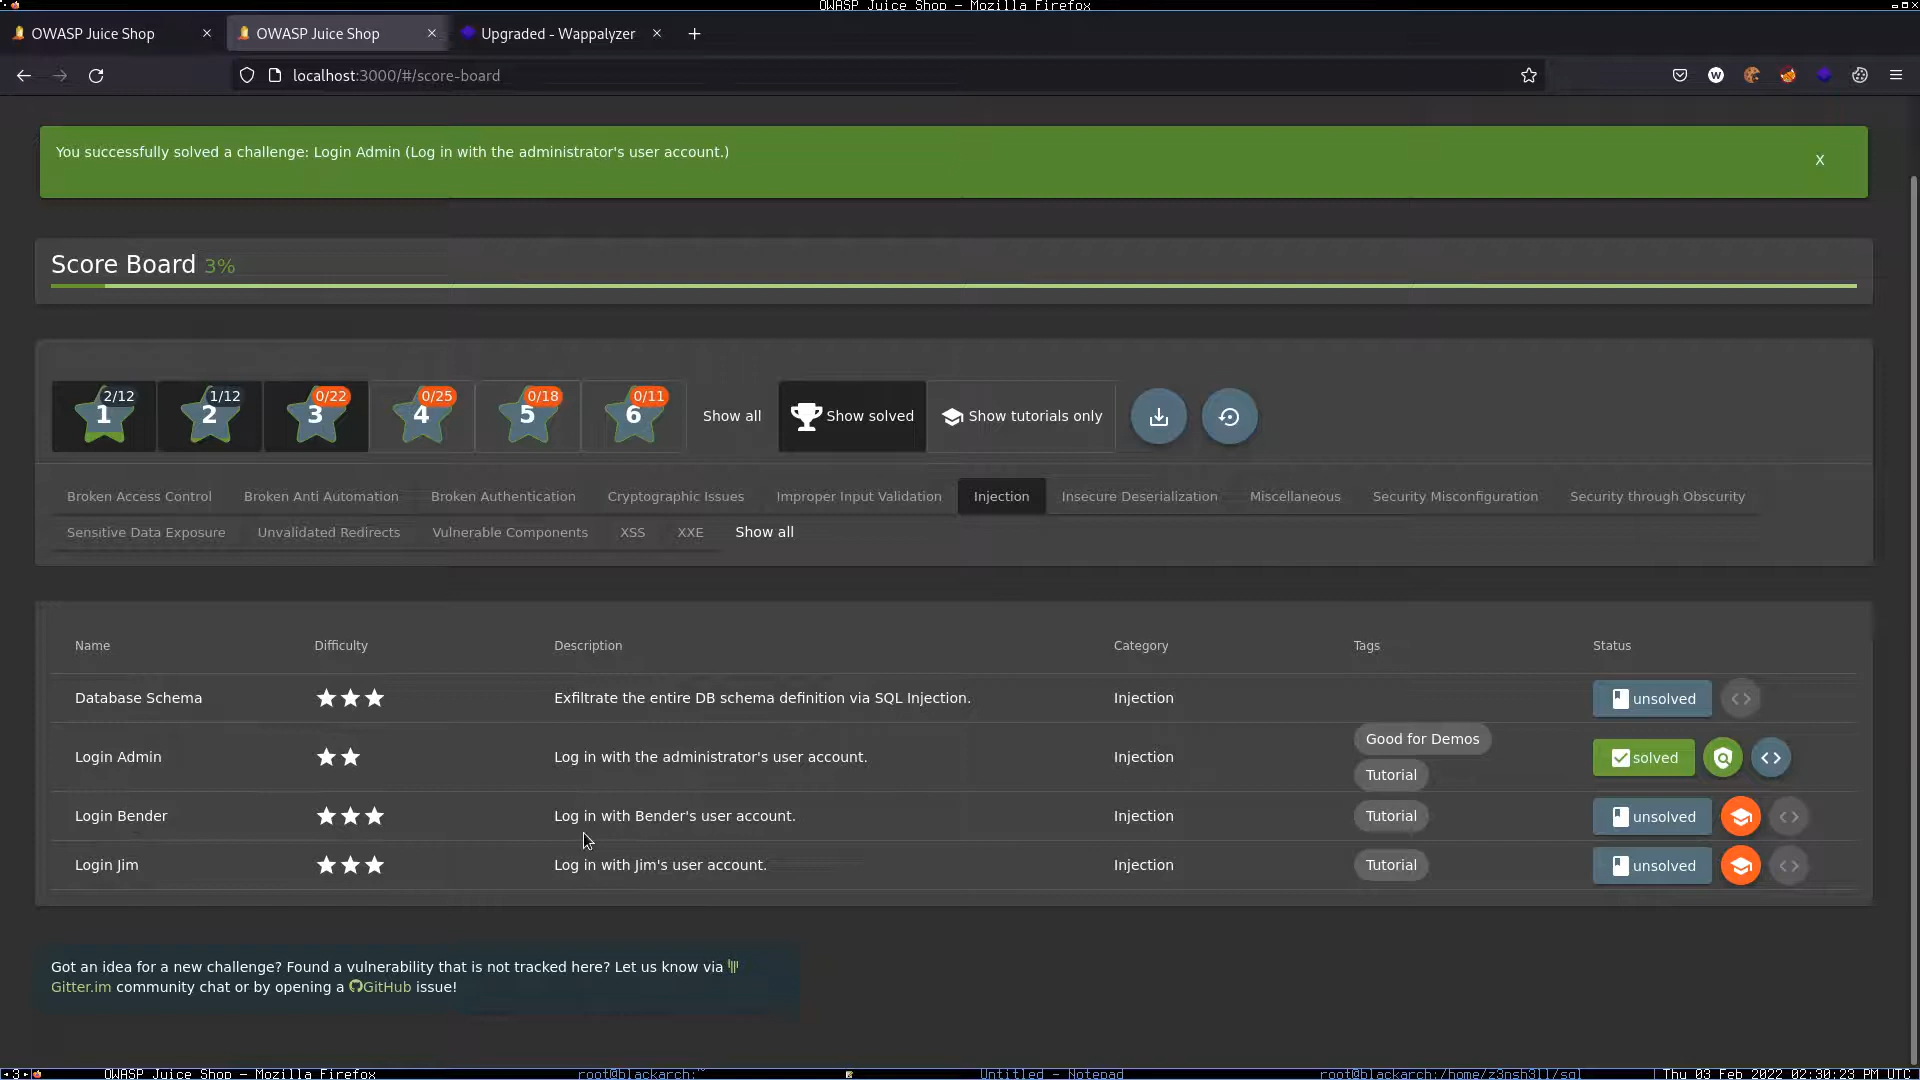 OWASP Juice Shop — Mozilla Firefox
OWASP Juice Shop
OWASP Juice Shop
Upgraded - Wappalyzer
localhost:3000/#/score-board
You successfully solved a challenge: Login Admin (Log in with the administrator's user account.)
X
Score Board 3%
2/12 1/12 0/22 0/25 0/18 0/11
1 2 3 4 5 6 Show all Show solved Show tutorials only
Broken Access Control Broken Anti Automation Broken Authentication Cryptographic Issues Improper Input Validation Injection Insecure Deserialization Miscellaneous Security Misconfiguration Security through Obscurity
Sensitive Data Exposure Unvalidated Redirects Vulnerable Components XSS XXE Show all
Name Difficulty Description Category Tags Status
Database Schema Exfiltrate the entire DB schema definition via SQL Injection. Injection unsolved <>
Good for Demos
Login Admin Log in with the administrator's user account. Injection solved <>
Tutorial
Login Bender Log in with Bender's user account. Injection Tutorial unsolved <>
Login Jim Log in with Jim's user account. Injection Tutorial unsolved <>
Got an idea for a new challenge? Found a vulnerability that is not tracked here? Let us know via
Gitter.im community chat or by opening a GitHub issue!
3 OWASP Juice Shop — Mozilla Firefox root@blackarch:~ Untitled - Notepad root@blackarch:/home/z3nsh3ll/sql Thu 03 Feb 2022 02:30:23 PM UTC